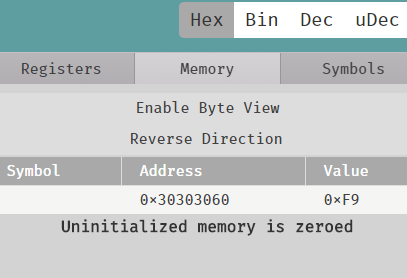 Hex Bin Dec uDec
Registers Memory Symbols
Enable Byte View
Reverse Direction
Symbol Address Value
0×30303060 0×F9
Uninitialized memory is zeroed